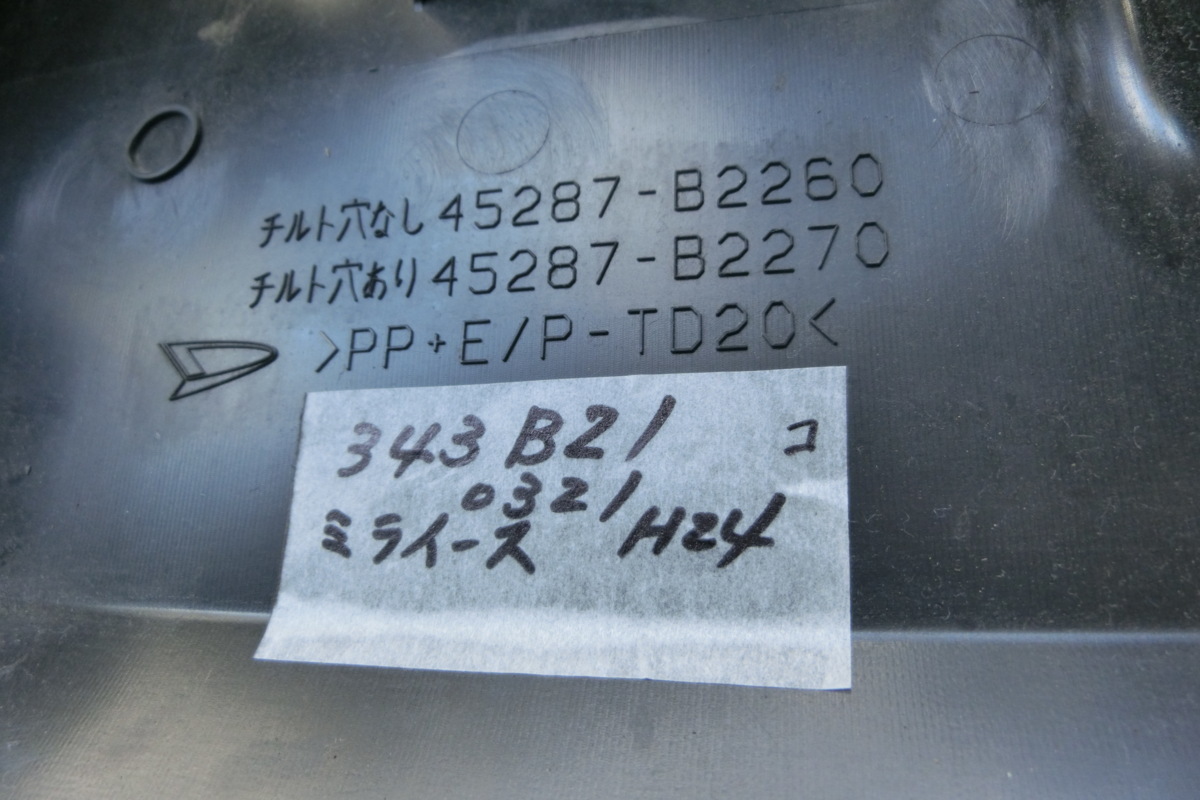 チルト穴なし 45287-B2260
チルト穴あり 45287-B2270
>PP+E/P-TD20<
343 B21 コ
0321
ミライース H24